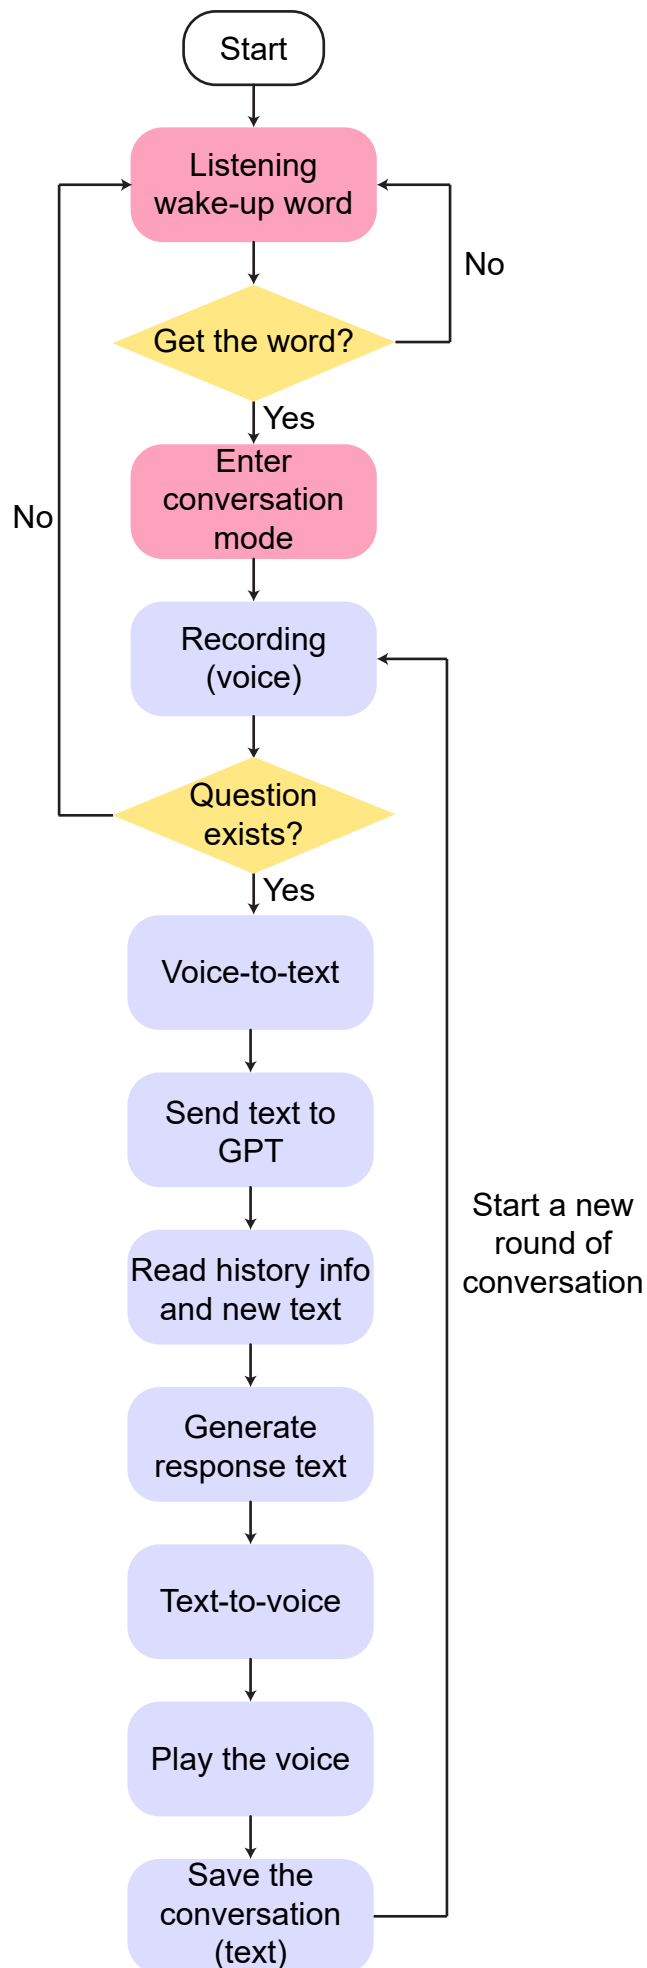 Start
Listening
wake-up word
No
Get the word?
Yes
Enter
conversation
mode
No
Recording
(voice)
Question
exists?
Yes
Voice-to-text
Send text to
GPT
Read history info
and new text
Start a new
round of
conversation
Generate
response text
Text-to-voice
Play the voice
Save the
conversation
(text)